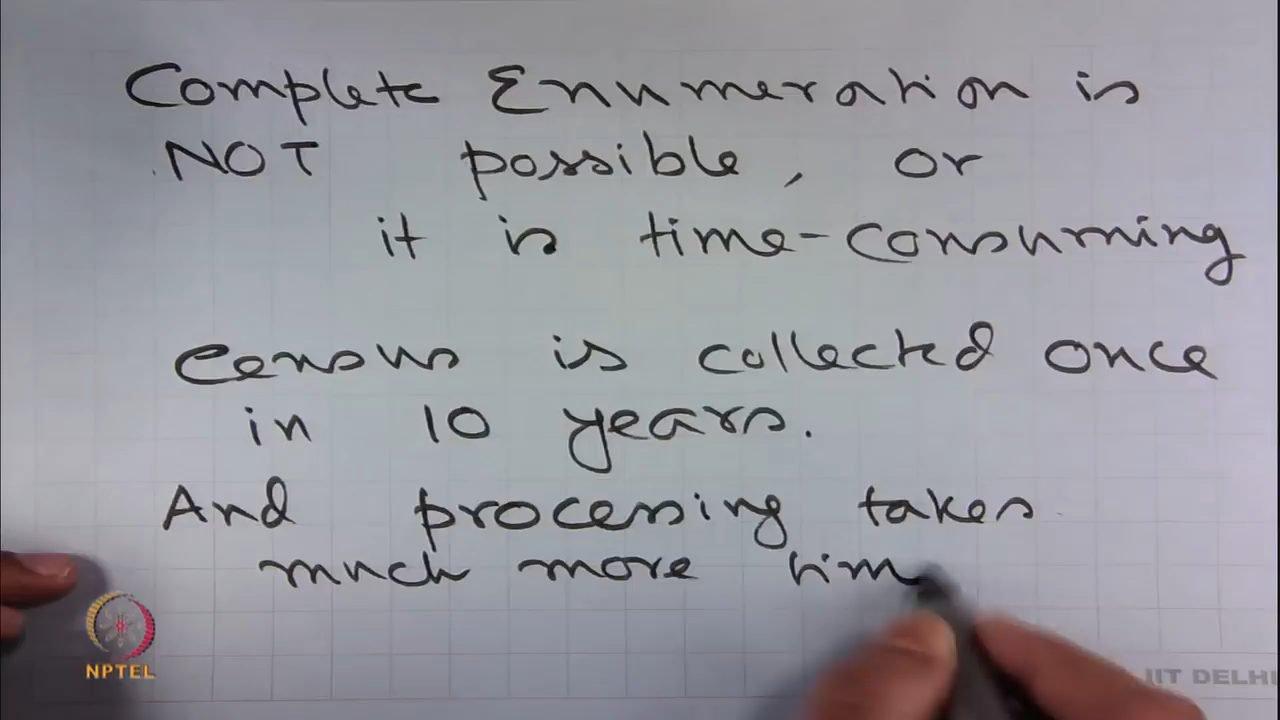 Complete Enumeration is
NOT possible, or
it is time-consuming
Census is collected once
in 10 years.
And processing takes
much more tim
NPTEL
IIT DELHI